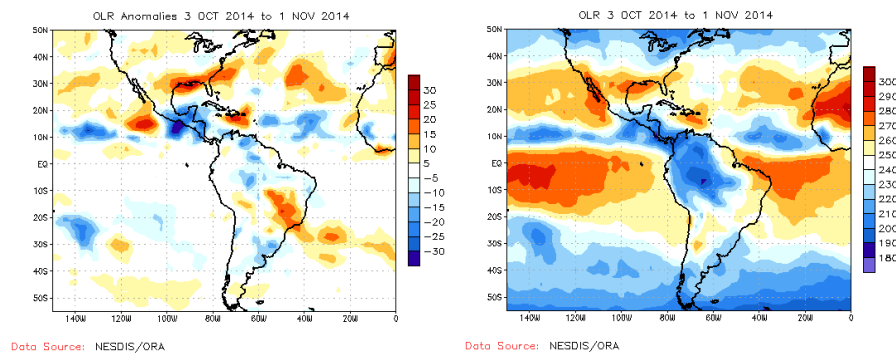 OLR Anomalies 3 OCT 2014 to 1 NOV 2014
50N
40N
30N
20N
10N
EQ
10S
20S
30S
40S
50S
140W 120W 100W 80W 60W 40W 20W 0
30
25
20
15
10
5
−5
−10
−15
−20
−25
−30
Data Source: NESDIS/ORA
OLR 3 OCT 2014 to 1 NOV 2014
50N
40N
30N
20N
10N
EQ
10S
20S
30S
40S
50S
140W 120W 100W 80W 60W 40W 20W 0
300
290
280
270
260
250
240
230
220
210
200
190
180
Data Source: NESDIS/ORA